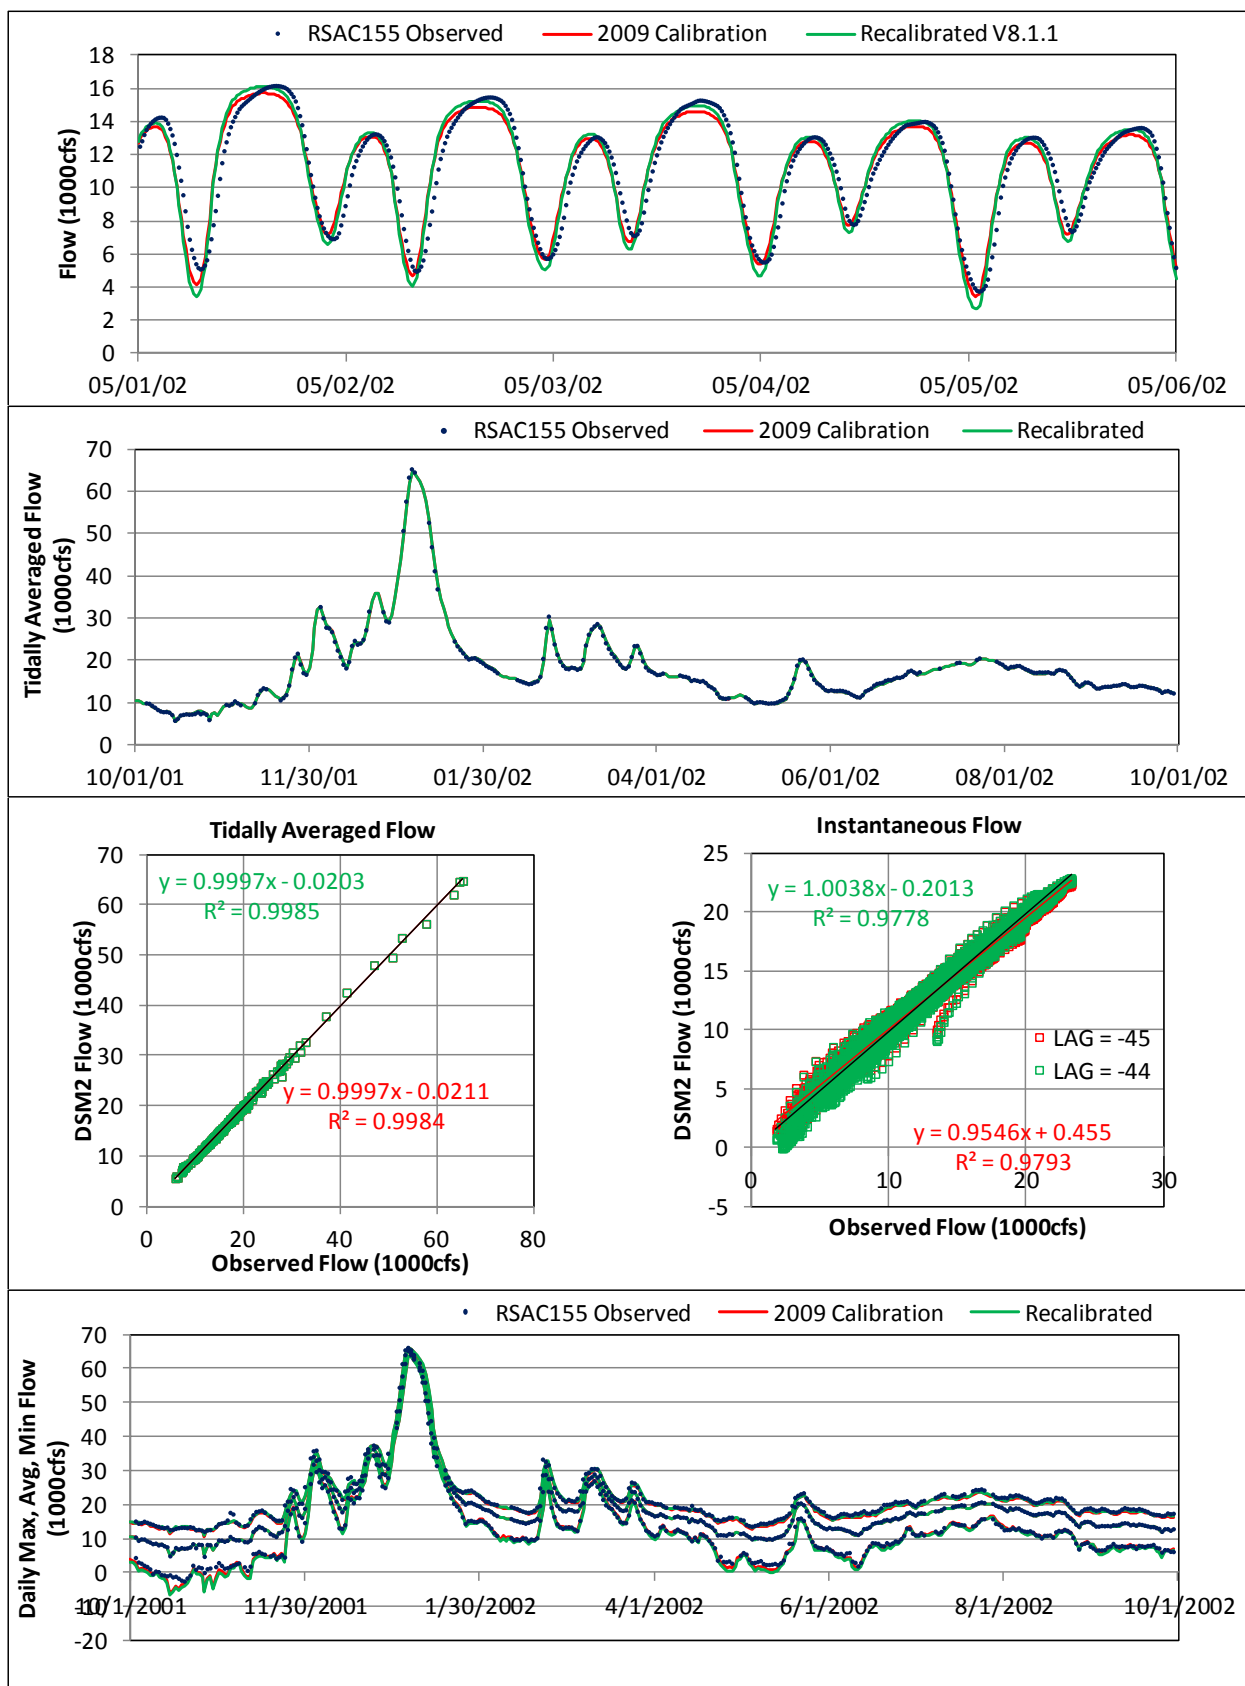 RSAC155 Observed 2009 Calibration Recalibrated V8.1.1
18
16
14
12
10
8
6
4
2
0
Flow (1000cfs)
05/01/02 05/02/02 05/03/02 05/04/02 05/05/02 05/06/02
RSAC155 Observed 2009 Calibration Recalibrated
70
60
50
40
30
20
10
0
Tidally Averaged Flow
(1000cfs)
10/01/01 11/30/01 01/30/02 04/01/02 06/01/02 08/01/02 10/01/02
Tidally Averaged Flow
70
60
50
40
30
20
10
0
DSM2 Flow (1000cfs)
y = 0.9997x - 0.0203
R² = 0.9985
y = 0.9997x - 0.0211
R² = 0.9984
0 20 40 60 80
Observed Flow (1000cfs)
Instantaneous Flow
25
20
15
10
5
0
-5
DSM2 Flow (1000cfs)
y = 1.0038x - 0.2013
R² = 0.9778
LAG = -45
LAG = -44
y = 0.9546x + 0.455
R² = 0.9793
0 10 20 30
Observed Flow (1000cfs)
RSAC155 Observed 2009 Calibration Recalibrated
70
60
50
40
30
20
10
0
-10
-20
Daily Max, Avg, Min Flow
(1000cfs)
10/1/2001 11/30/2001 1/30/2002 4/1/2002 6/1/2002 8/1/2002 10/1/2002